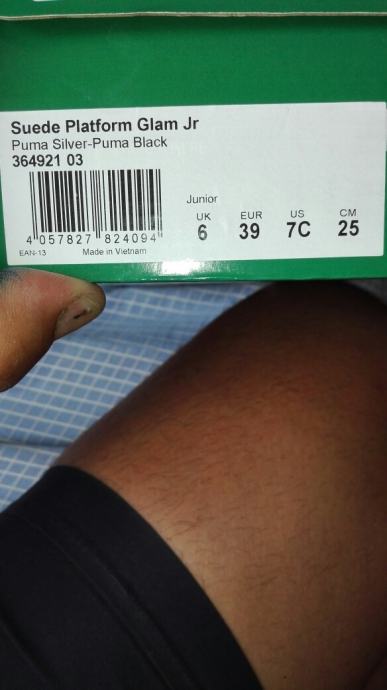 Suede Platform Glam Jr
Puma Silver-Puma Black
364921 03
4 057827 824094
EAN-13 Made in Vietnam
Junior
UK EUR US CM
6 39 7C 25